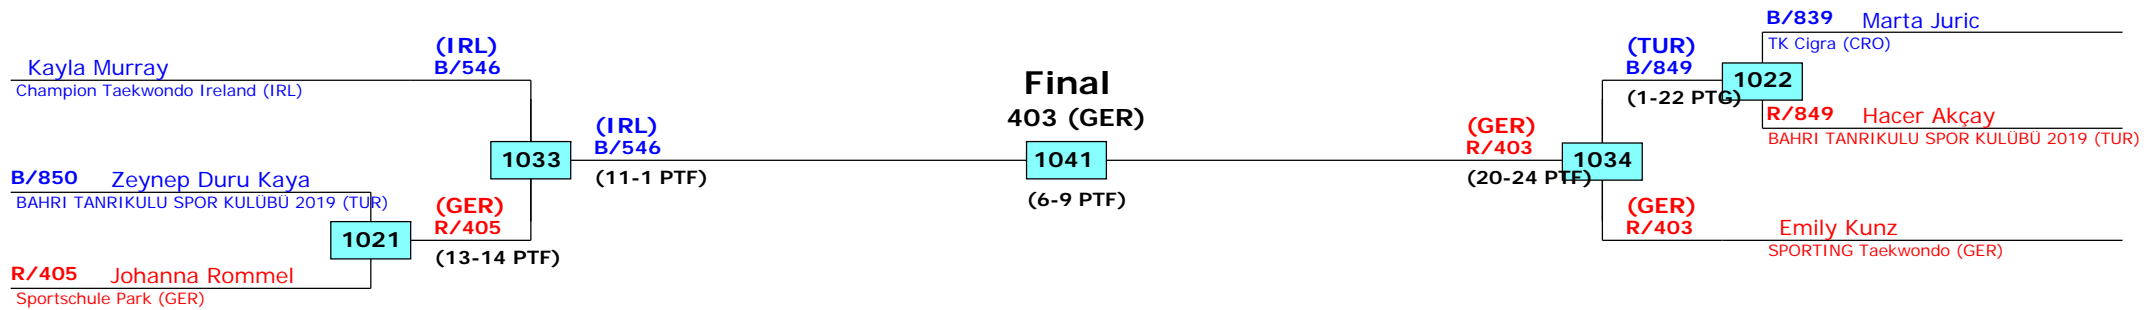 Kayla Murray
Champion Taekwondo Ireland (IRL)
(IRL)
B/546
B/850 Zeynep Duru Kaya
BAHRI TANRIKULU SPOR KULÜBÜ 2019 (TUR)
1021
R/405 Johanna Rommel
Sportschule Park (GER)
(GER)
R/405
(13-14 PTF)
1033
(IRL)
B/546
(11-1 PTF)
Final
403 (GER)
1041
(6-9 PTF)
(GER)
R/403
(20-24 PTF)
1034
(TUR)
B/849
(1-22 PTG)
1022
B/839 Marta Juric
TK Cigra (CRO)
R/849 Hacer Akçay
BAHRI TANRIKULU SPOR KULÜBÜ 2019 (TUR)
(GER)
R/403
Emily Kunz
SPORTING Taekwondo (GER)